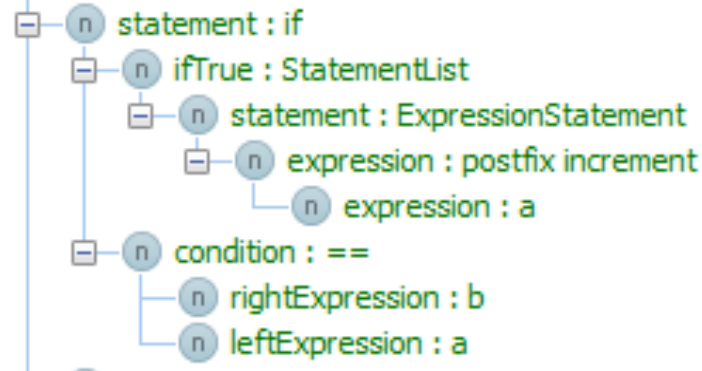 n statement : if
n ifTrue : StatementList
n statement : ExpressionStatement
n expression : postfix increment
n expression : a
n condition : ==
n rightExpression : b
n leftExpression : a